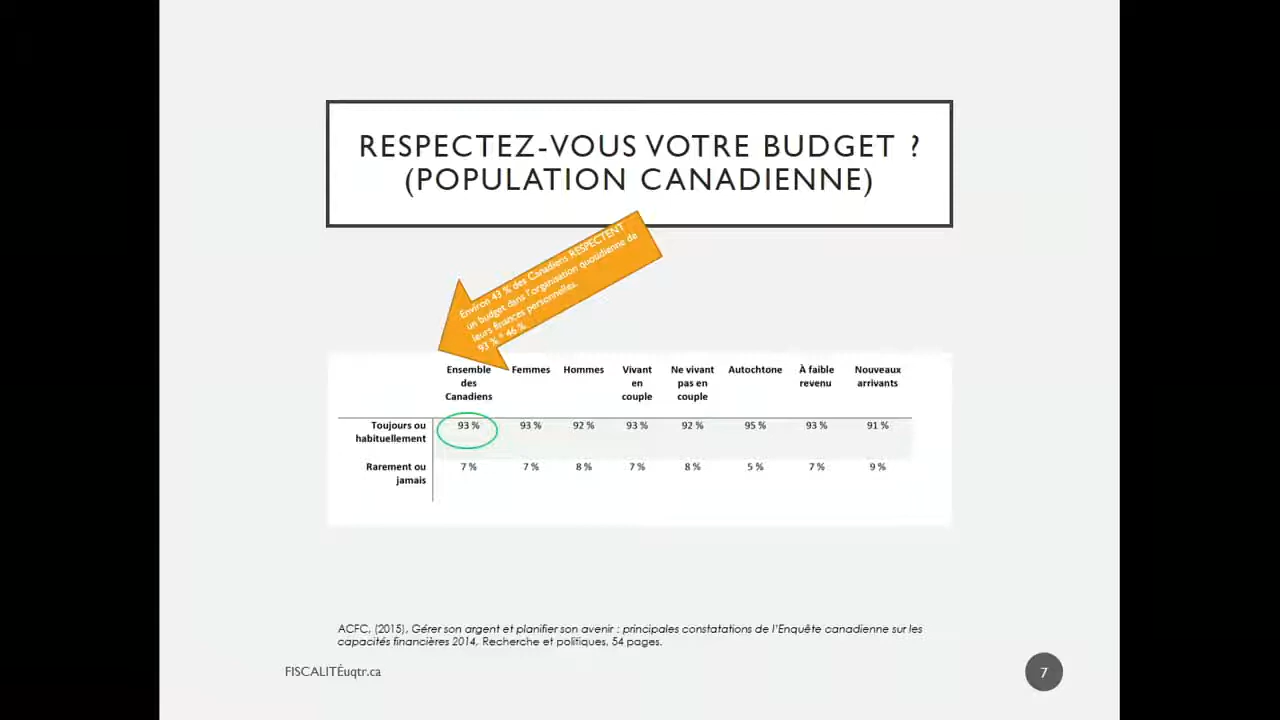 RESPECTEZ-VOUS VOTRE BUDGET ?
(POPULATION CANADIENNE)
Environ 43 % des Canadiens RESPECTENT
un budget dans l'organisation quotidienne de
leurs finances personnelles.
93 % * 46 %
Ensemble des Canadiens Femmes Hommes Vivant en couple Ne vivant pas en couple Autochtone À faible revenu Nouveaux arrivants
Toujours ou habituellement 93 % 93 % 92 % 93 % 92 % 95 % 93 % 91 %
Rarement ou jamais 7 % 7 % 8 % 7 % 8 % 5 % 7 % 9 %
ACFC, (2015), Gérer son argent et planifier son avenir : principales constatations de l'Enquête canadienne sur les
capacités financières 2014, Recherche et politiques, 54 pages.
FISCALITÉuqtr.ca
7